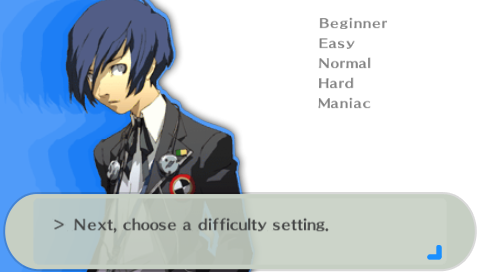 Beginner
Easy
Normal
Hard
Maniac
> Next, choose a difficulty setting.